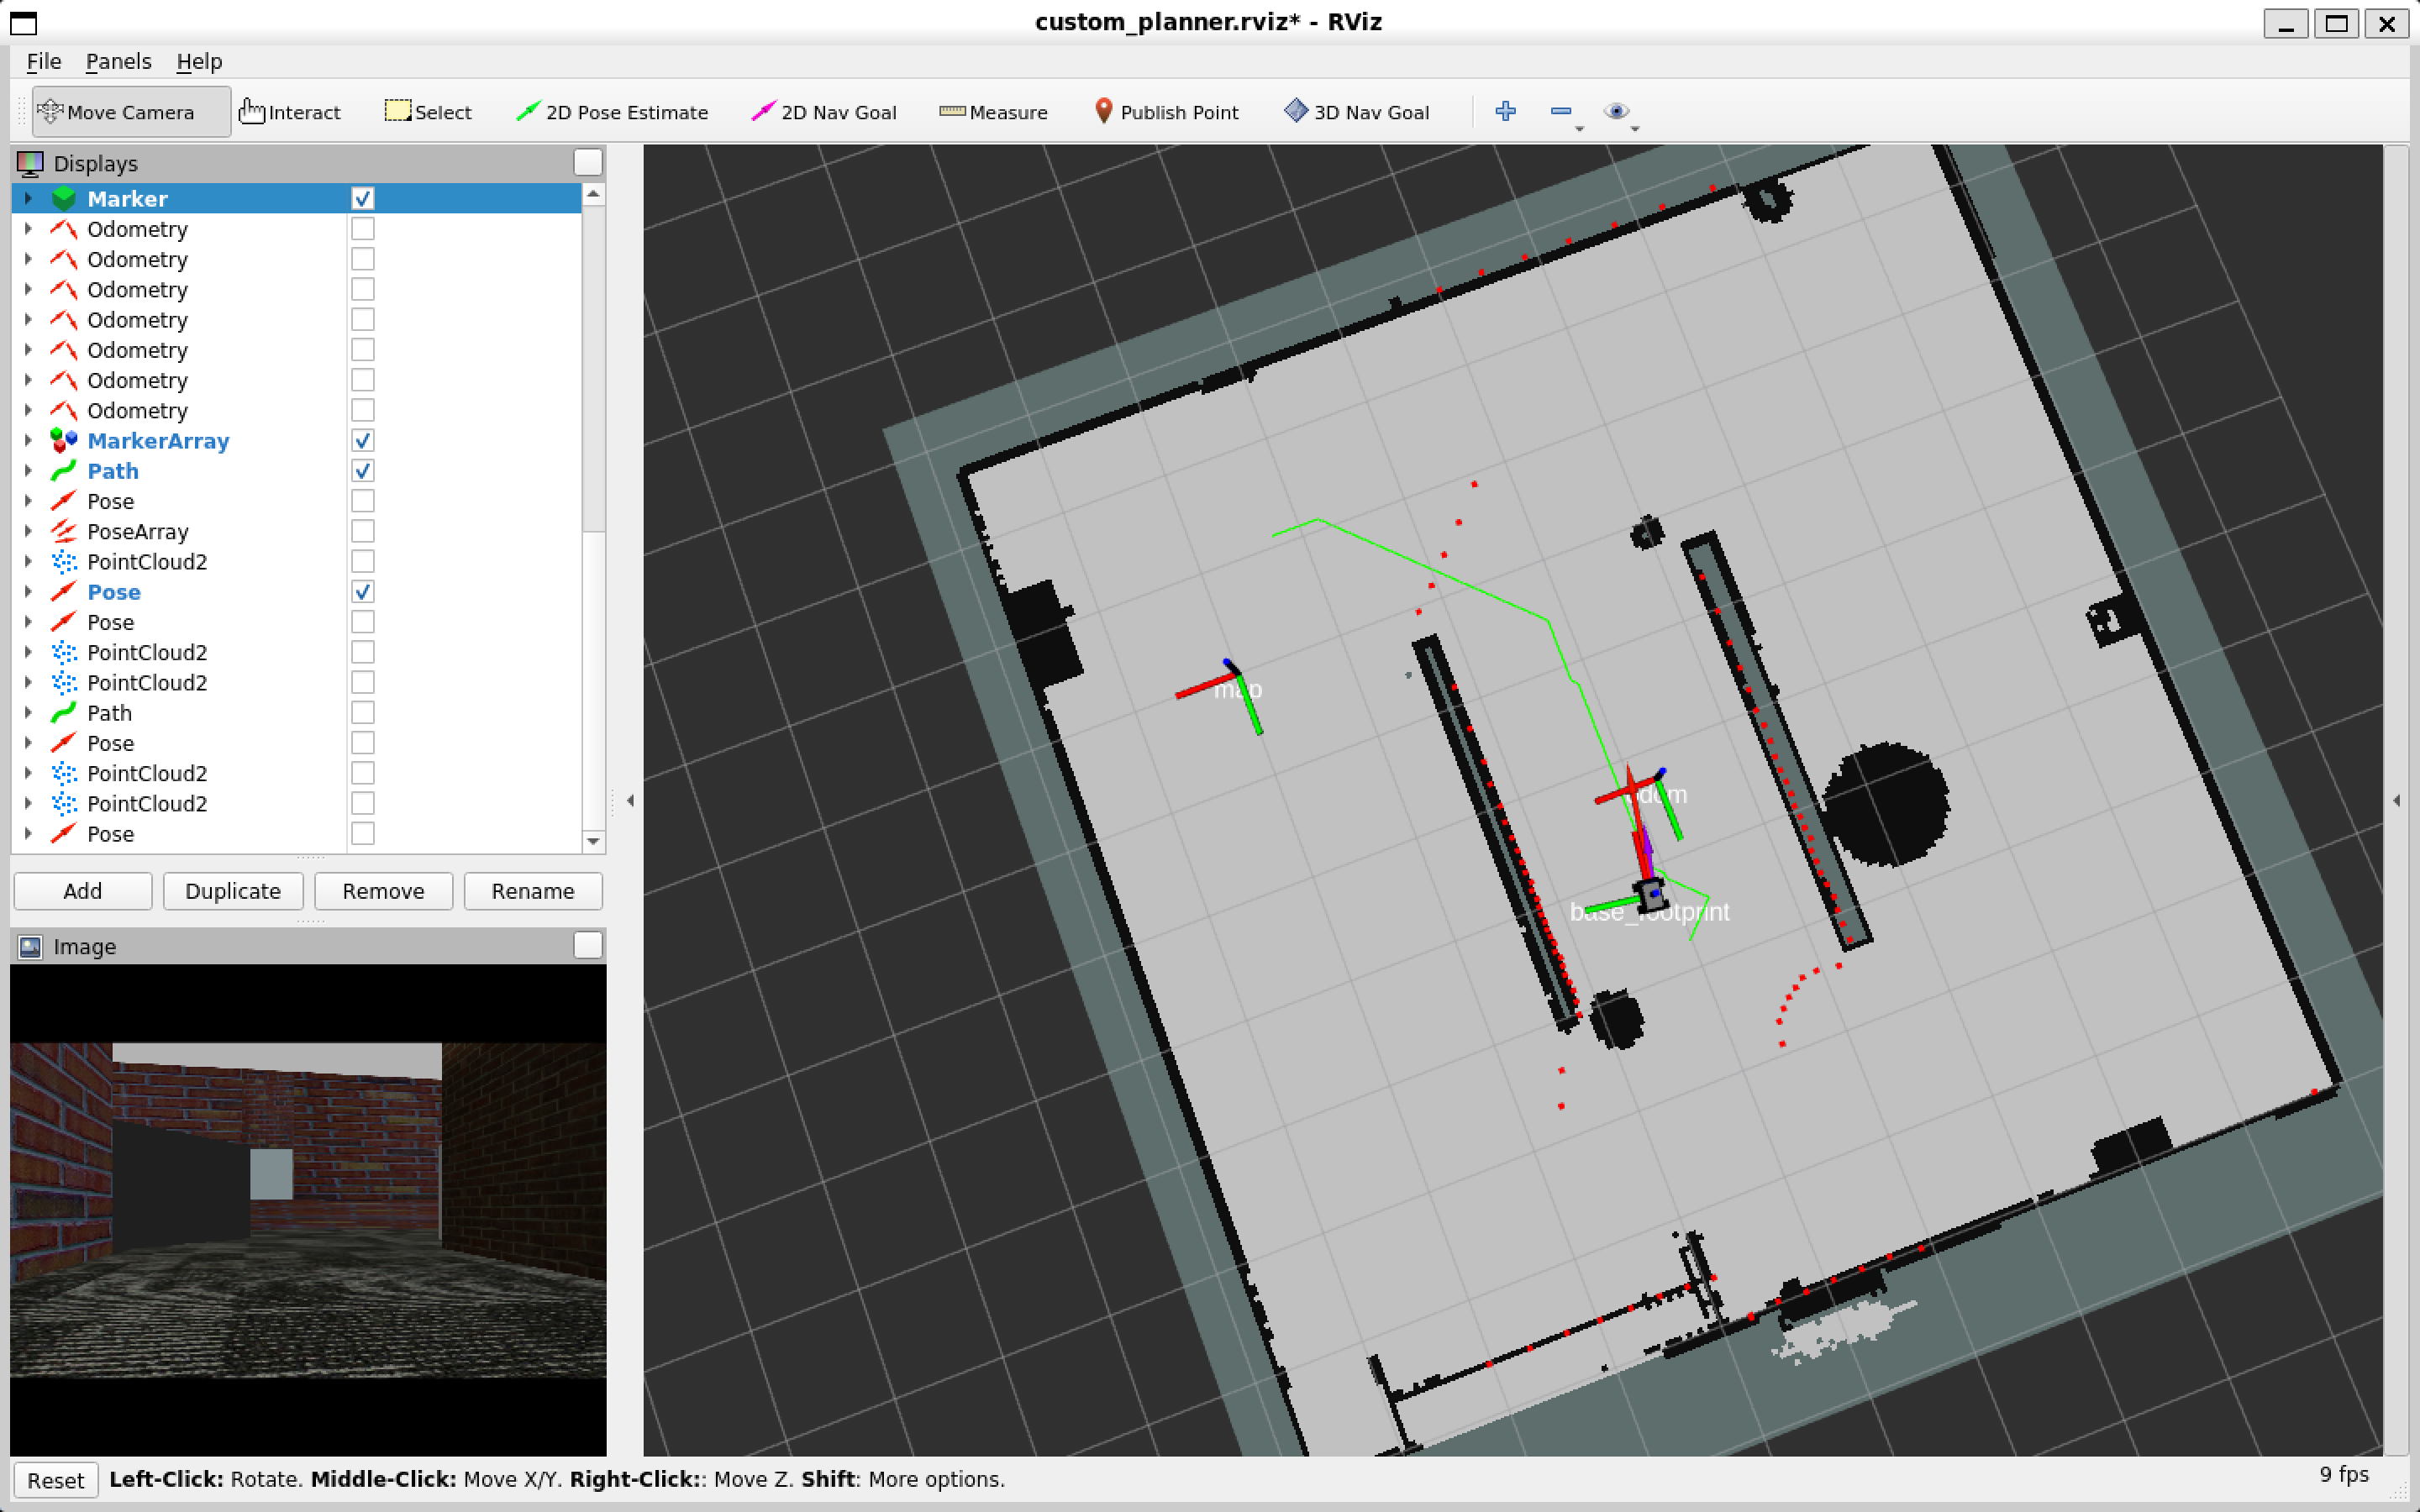 custom_planner.rviz* - RViz
File Panels Help
Move Camera Interact Select 2D Pose Estimate 2D Nav Goal Measure Publish Point 3D Nav Goal
Displays
Marker
Odometry
Odometry
Odometry
Odometry
Odometry
Odometry
Odometry
MarkerArray
Path
Pose
PoseArray
PointCloud2
Pose
Pose
PointCloud2
PointCloud2
Path
Pose
PointCloud2
PointCloud2
Pose
Add Duplicate Remove Rename
Image
map
odom
base_footprint
Reset Left-Click: Rotate. Middle-Click: Move X/Y. Right-Click:: Move Z. Shift: More options. 9 fps